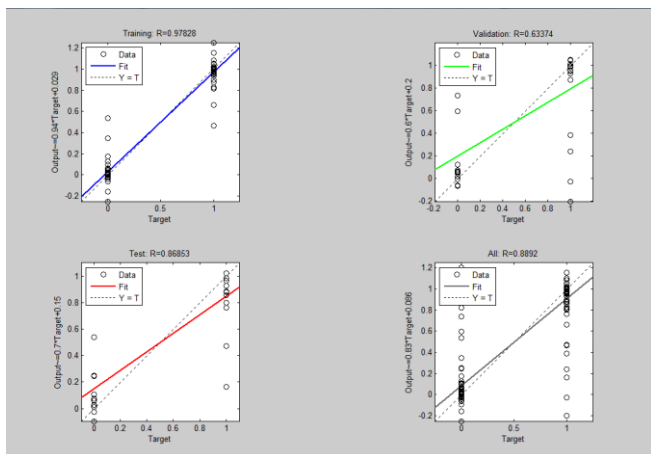 Training: R=0.97828
Output~=0.94*Target+0.029
1.2
1
0.8
0.6
0.4
0.2
0
-0.2
Data
Fit
Y = T
0 0.5 1
Target
Validation: R=0.63374
Output~=0.6*Target+0.2
1
0.8
0.6
0.4
0.2
0
-0.2
Data
Fit
Y = T
-0.2 0 0.2 0.4 0.6 0.8 1
Target
Test: R=0.86853
Output~=0.7*Target+0.15
1
0.8
0.6
0.4
0.2
0
Data
Fit
Y = T
0 0.2 0.4 0.6 0.8 1
Target
All: R=0.8892
Output~=0.83*Target+0.086
1.2
1
0.8
0.6
0.4
0.2
0
-0.2
Data
Fit
Y = T
0 0.5 1
Target